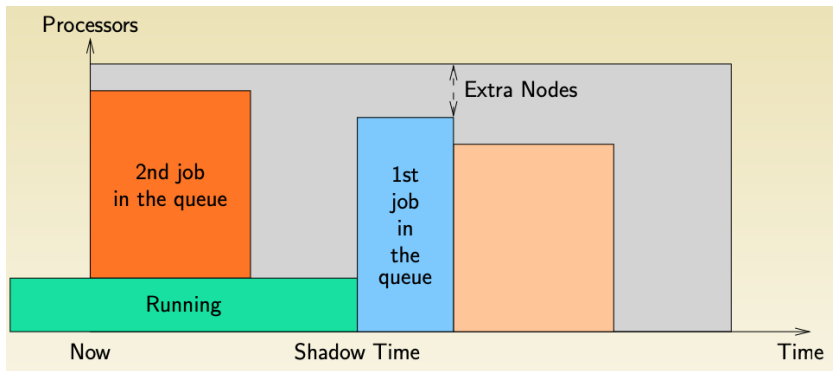 Processors
Extra Nodes
2nd job
in the queue
1st
job
in
the
queue
Running
Now
Shadow Time
Time